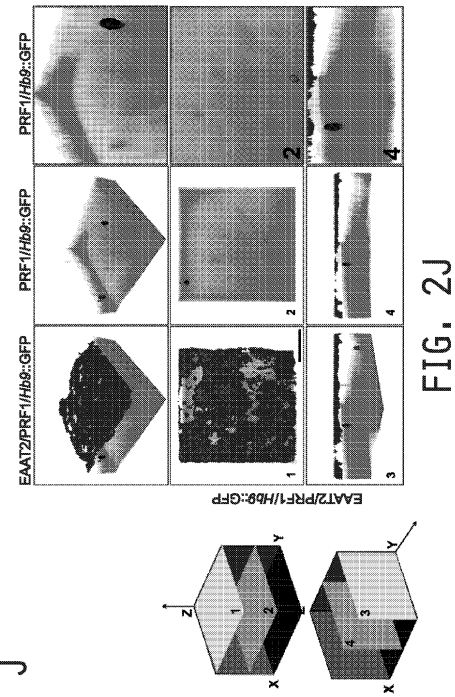 J
EAAT2/PRF1/Hb9::GFP
PRF1/Hb9::GFP
PRF1/Hb9::GFP
EAAT2/PRF1/Hb9::GFP
1
2
2
3
4
4
Z
1
2
X
Y
4
3
X
Y
FIG. 2J